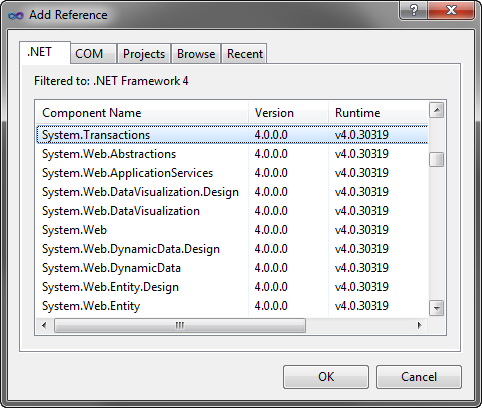 Add Reference
.NET COM Projects Browse Recent
Filtered to: .NET Framework 4
Component Name Version Runtime
System.Transactions 4.0.0.0 v4.0.30319
System.Web.Abstractions 4.0.0.0 v4.0.30319
System.Web.ApplicationServices 4.0.0.0 v4.0.30319
System.Web.DataVisualization.Design 4.0.0.0 v4.0.30319
System.Web.DataVisualization 4.0.0.0 v4.0.30319
System.Web 4.0.0.0 v4.0.30319
System.Web.DynamicData.Design 4.0.0.0 v4.0.30319
System.Web.DynamicData 4.0.0.0 v4.0.30319
System.Web.Entity.Design 4.0.0.0 v4.0.30319
System.Web.Entity 4.0.0.0 v4.0.30319
OK Cancel